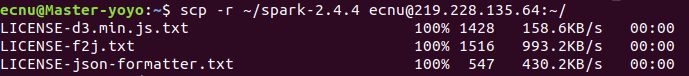 ecnu@Master-yoyo:~$ scp -r ~/spark-2.4.4 ecnu@219.228.135.64:~/
LICENSE-d3.min.js.txt 100% 1428 158.6KB/s 00:00
LICENSE-f2j.txt 100% 1516 993.2KB/s 00:00
LICENSE-json-formatter.txt 100% 547 430.2KB/s 00:00